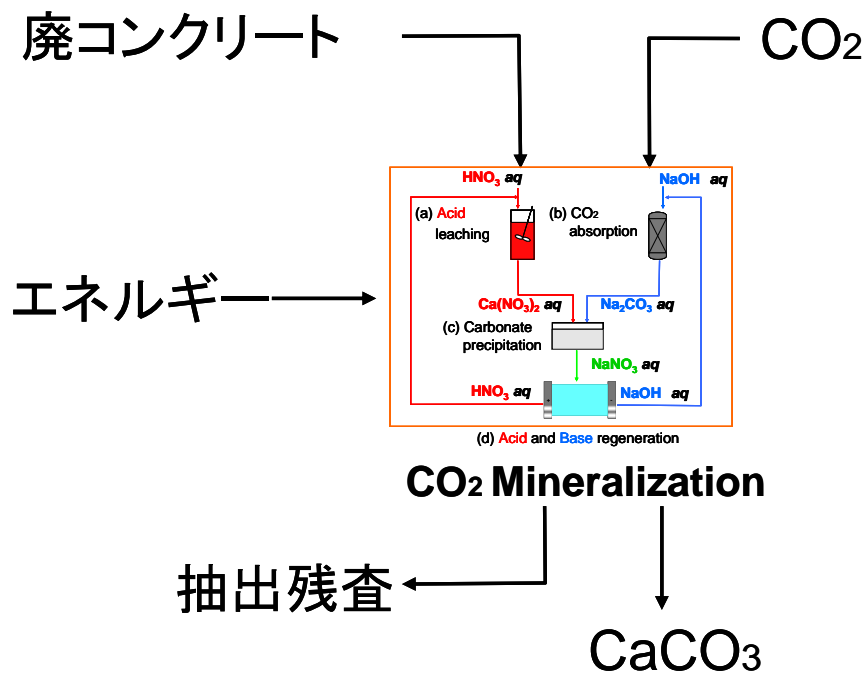 廃コンクリート
CO₂
HNO₃ aq
NaOH aq
(a) Acid
leaching
(b) CO₂
absorption
エネルギー
Ca(NO₃)₂ aq
Na₂CO₃ aq
(c) Carbonate
precipitation
NaNO₃ aq
HNO₃ aq
NaOH aq
+
-
(d) Acid and Base regeneration
CO₂ Mineralization
抽出残査
CaCO₃